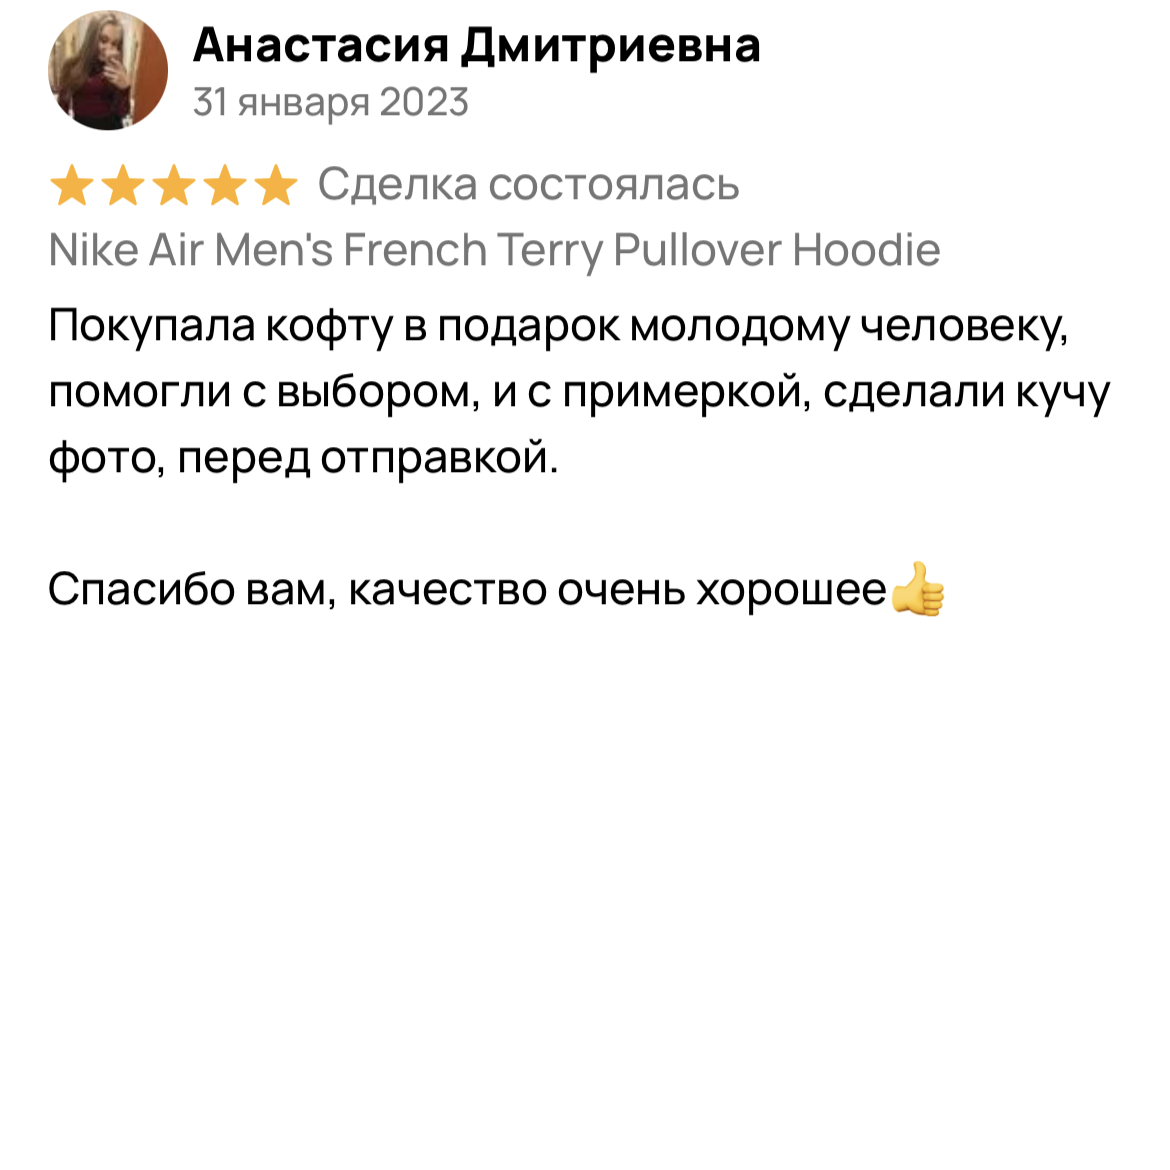 Анастасия Дмитриевна
31 января 2023
Сделка состоялась
Nike Air Men's French Terry Pullover Hoodie
Покупала кофту в подарок молодому человеку,
помогли с выбором, и с примеркой, сделали кучу
фото, перед отправкой.
Спасибо вам, качество очень хорошее👍